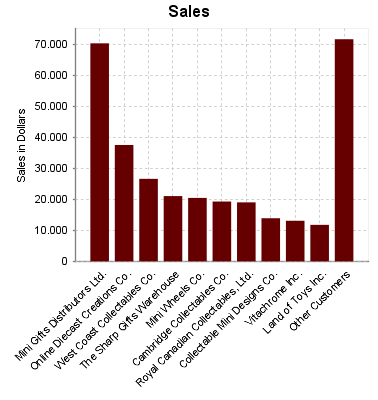 Sales
Sales in Dollars
70.000
60.000
50.000
40.000
30.000
20.000
10.000
0
Mini Gifts Distributors Ltd.
Online Diecast Creations Co.
West Coast Collectables Co.
The Sharp Gifts Warehouse
Mini Wheels Co.
Cambridge Collectables Co.
Royal Canadian Collectables, Ltd.
Collectable Mini Designs Co.
Vitachrome Inc.
Land of Toys Inc.
Other Customers